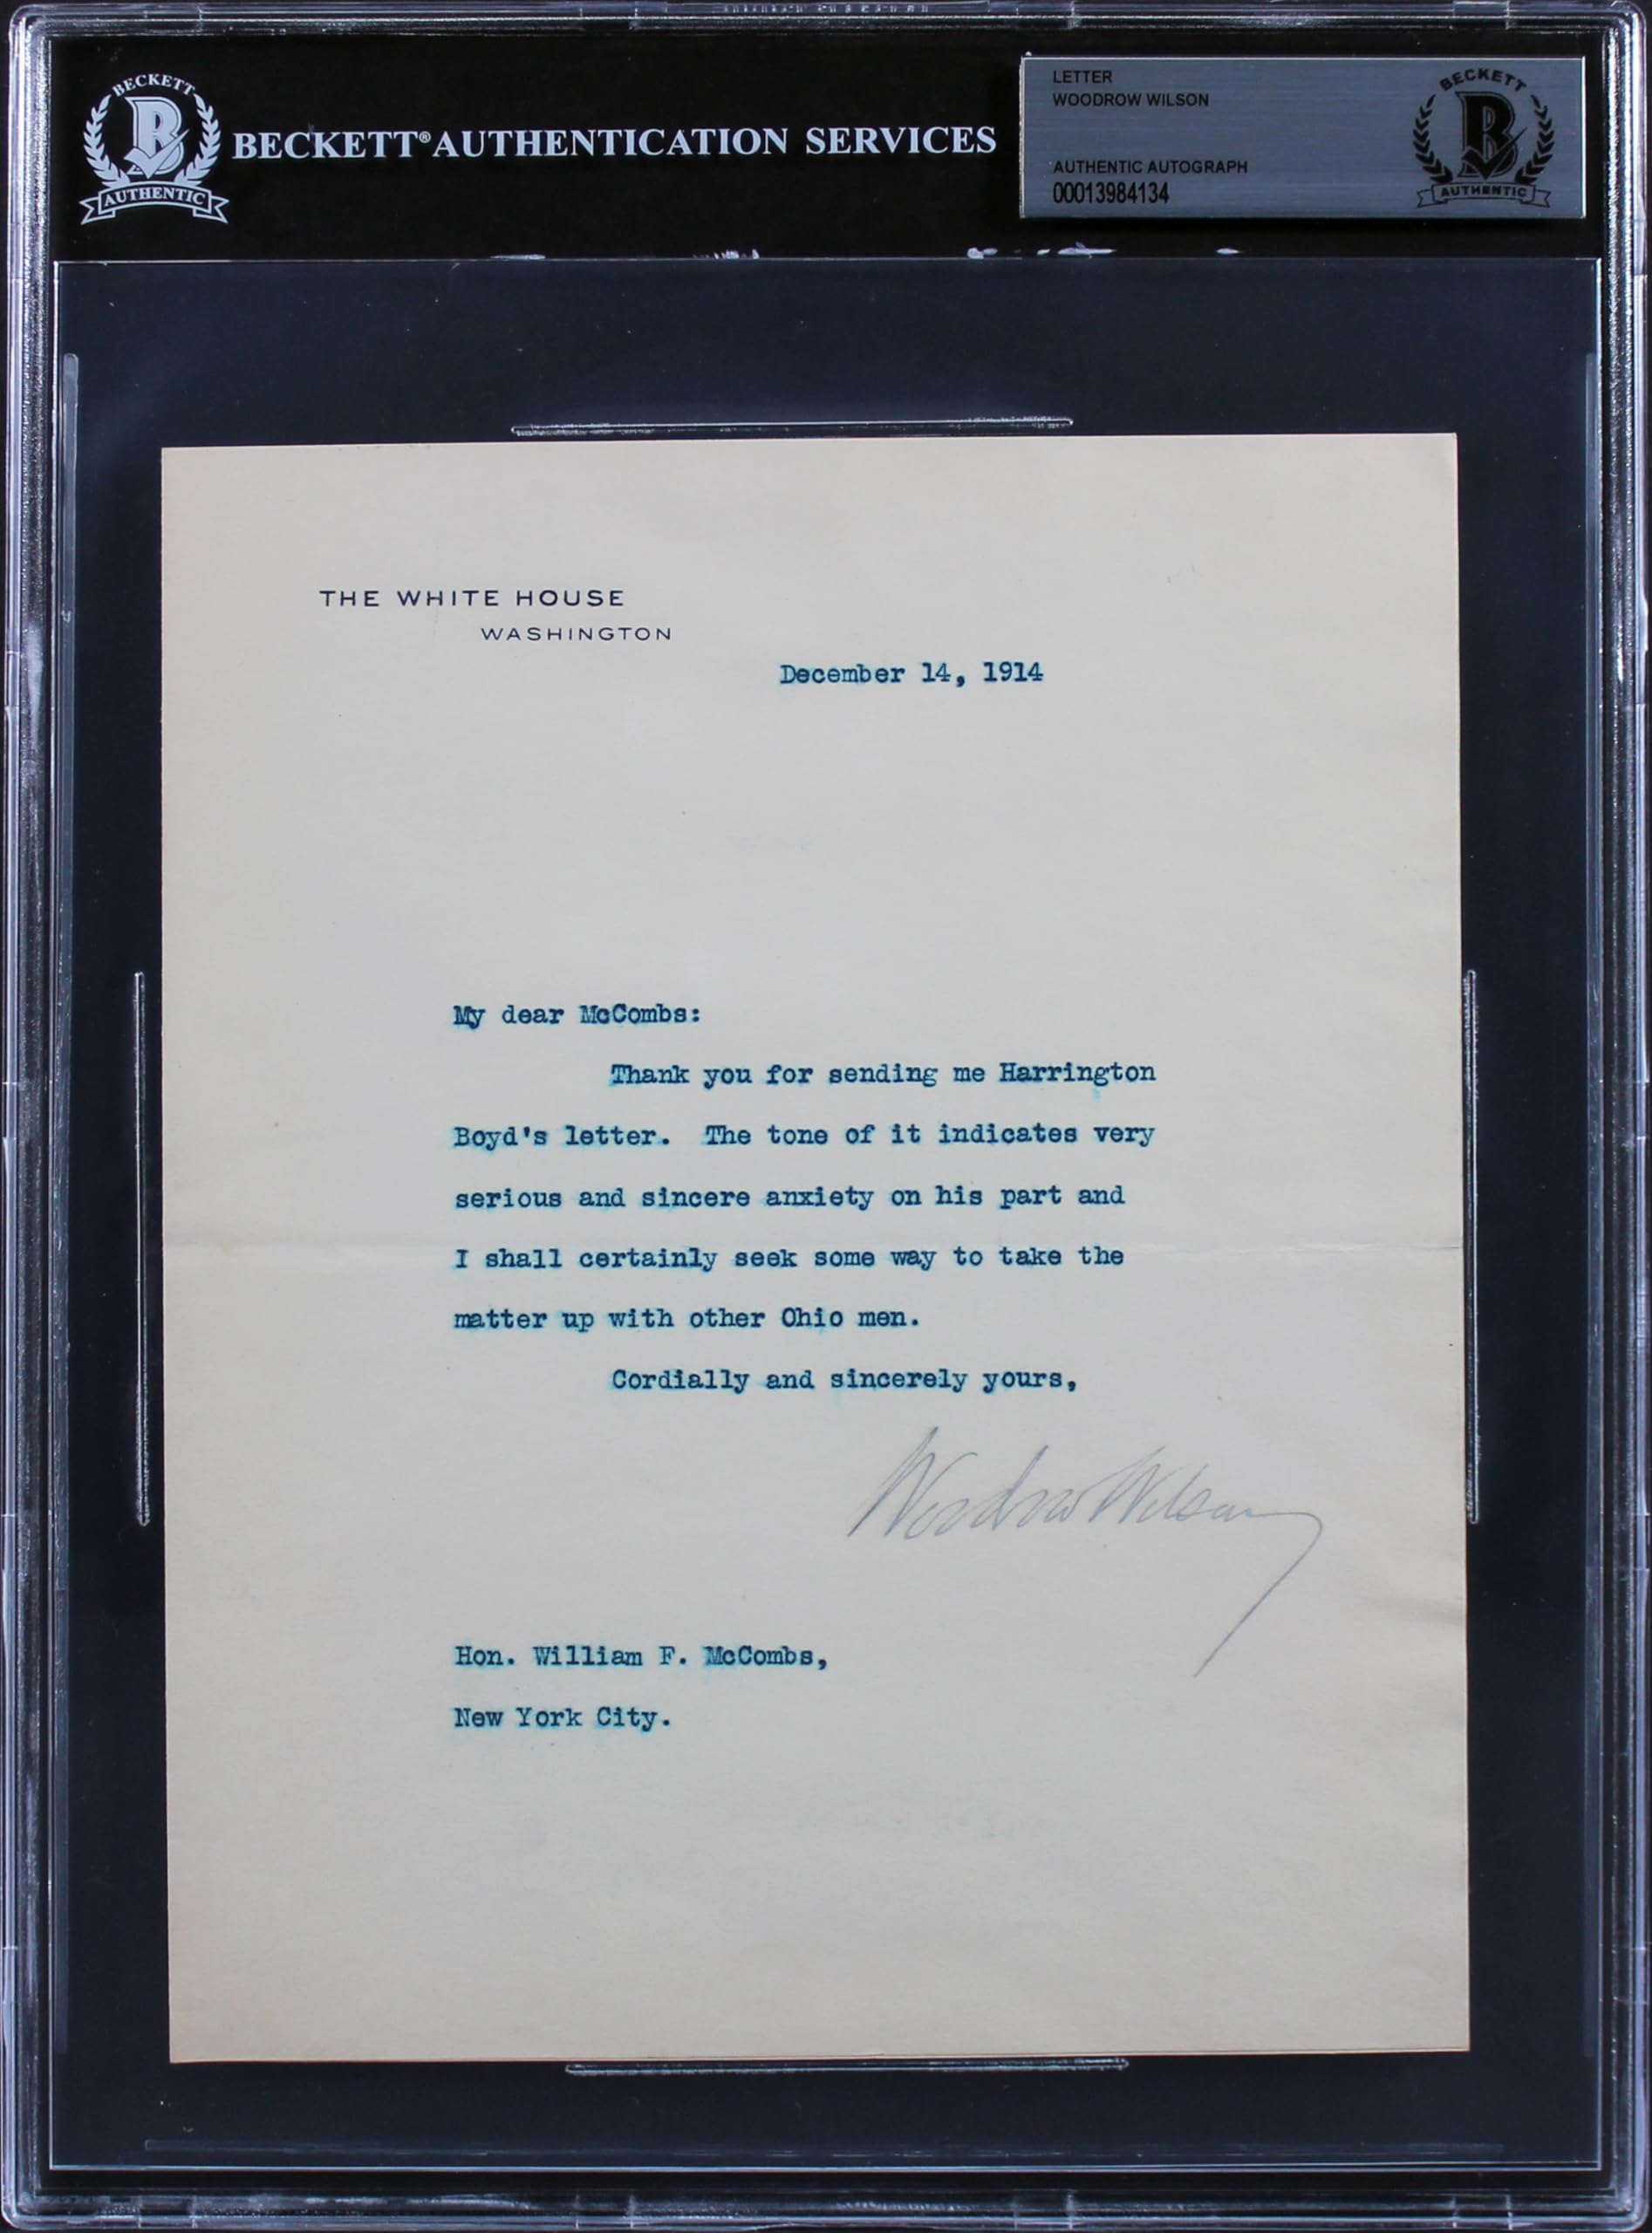 BECKETT
B
AUTHENTIC
BECKETT® AUTHENTICATION SERVICES
LETTER
WOODROW WILSON
AUTHENTIC AUTOGRAPH
00013984134
BECKETT
B
AUTHENTIC
THE WHITE HOUSE
WASHINGTON
December 14, 1914
My dear McCombs:
Thank you for sending me Harrington
Boyd's letter. The tone of it indicates very
serious and sincere anxiety on his part and
I shall certainly seek some way to take the
matter up with other Ohio men.
Cordially and sincerely yours,
Woodrow Wilson
Hon. William F. McCombs,
New York City.